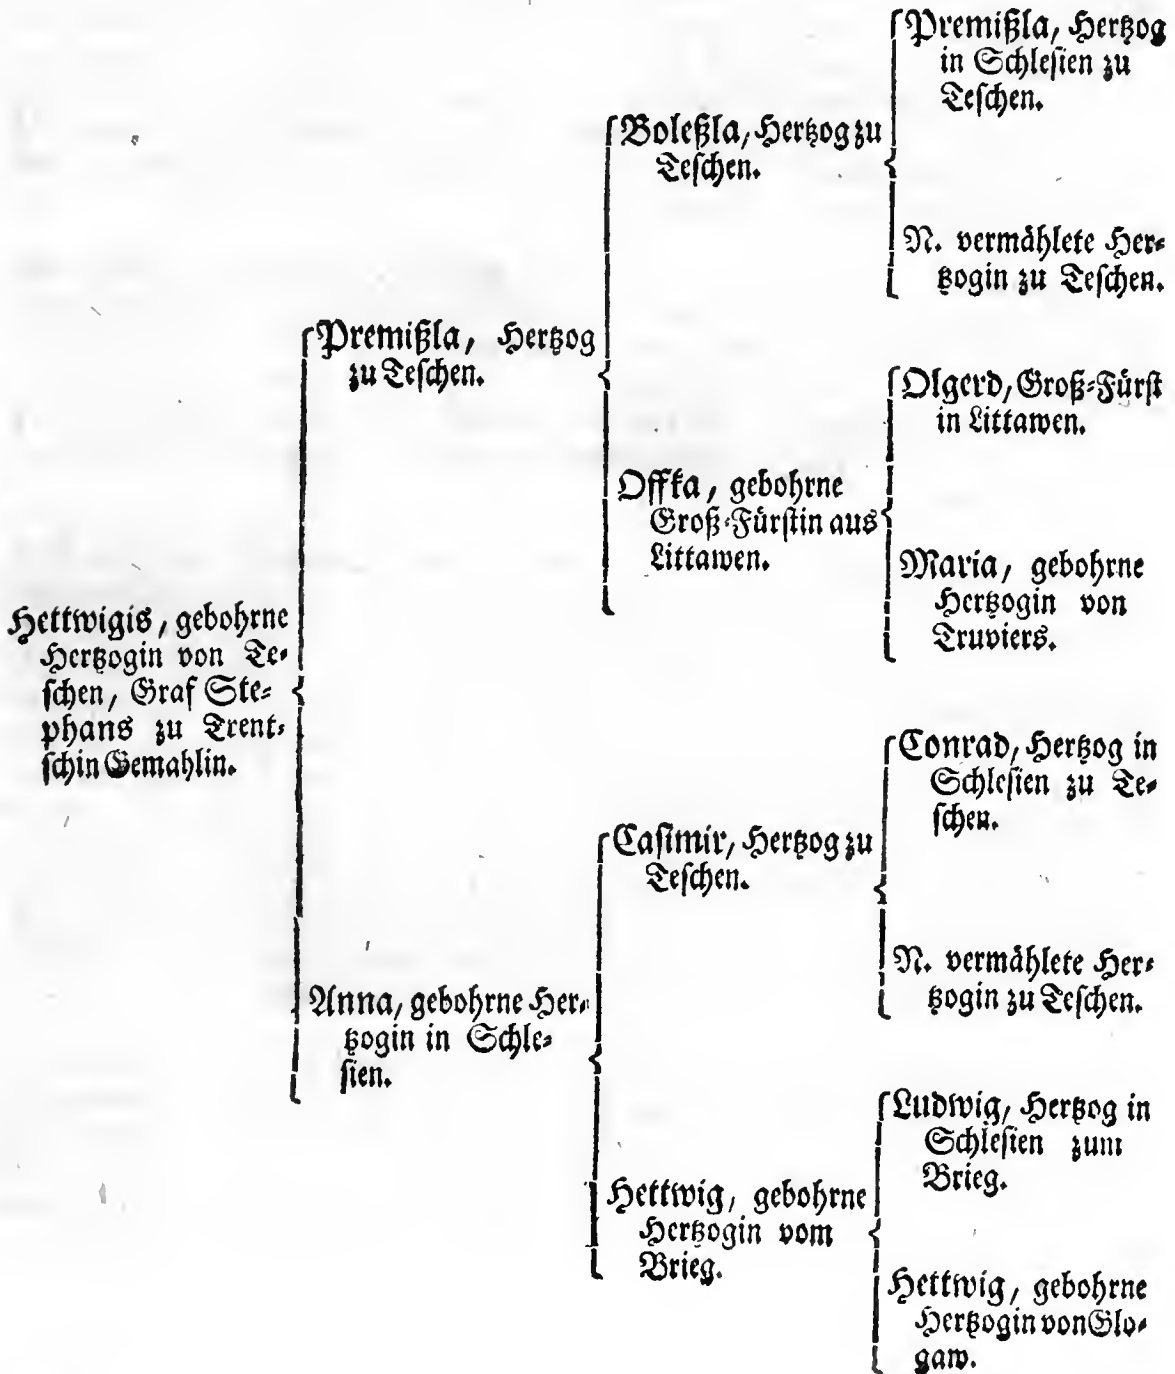 Premißla, Hertzog
in Schlesien zu
Teschen.
Boleßla, Hertzog zu
Teschen.
N. vermählete Her-
tzogin zu Teschen.
Premißla, Hertzog
zu Teschen.
Olgerd, Groß-Fürst
in Littawen.
Offka, gebohrne
Groß-Fürstin aus
Littawen.
Maria, gebohrne
Hertzogin von
Truviers.
Hettwigis, gebohrne
Hertzogin von Te-
schen, Graf Ste-
phans zu Trent-
schin Gemahlin.
Conrad, Hertzog in
Schlesien zu Te-
schen.
Casimir, Hertzog zu
Teschen.
N. vermählete Her-
tzogin zu Teschen.
Anna, gebohrne Her-
tzogin in Schle-
sien.
Ludwig, Hertzog in
Schlesien zum
Brieg.
Hettwig, gebohrne
Hertzogin vom
Brieg.
Hettwig, gebohrne
Hertzogin von Glo-
gaw.